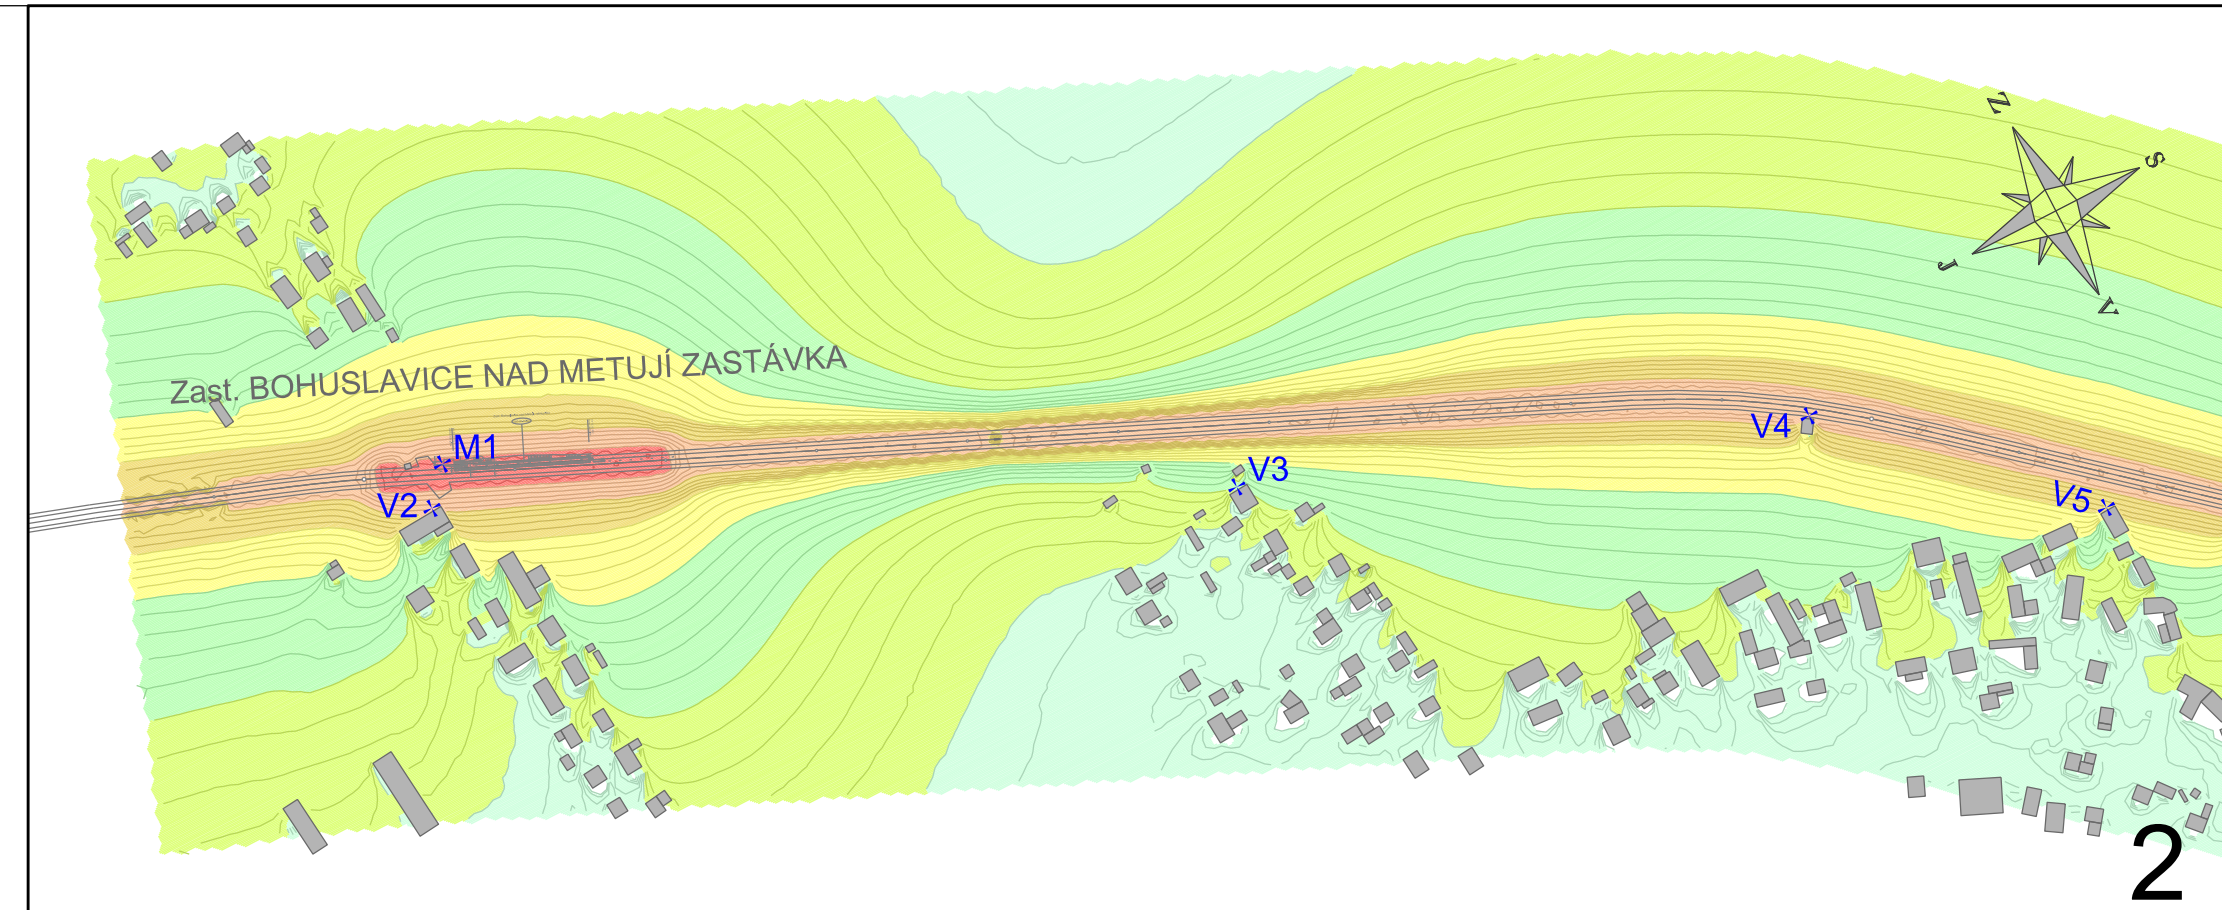 Z
S
J
V
Zast. BOHUSLAVICE NAD METUJÍ ZASTÁVKA
M1
V2
V3
V4
V5
2